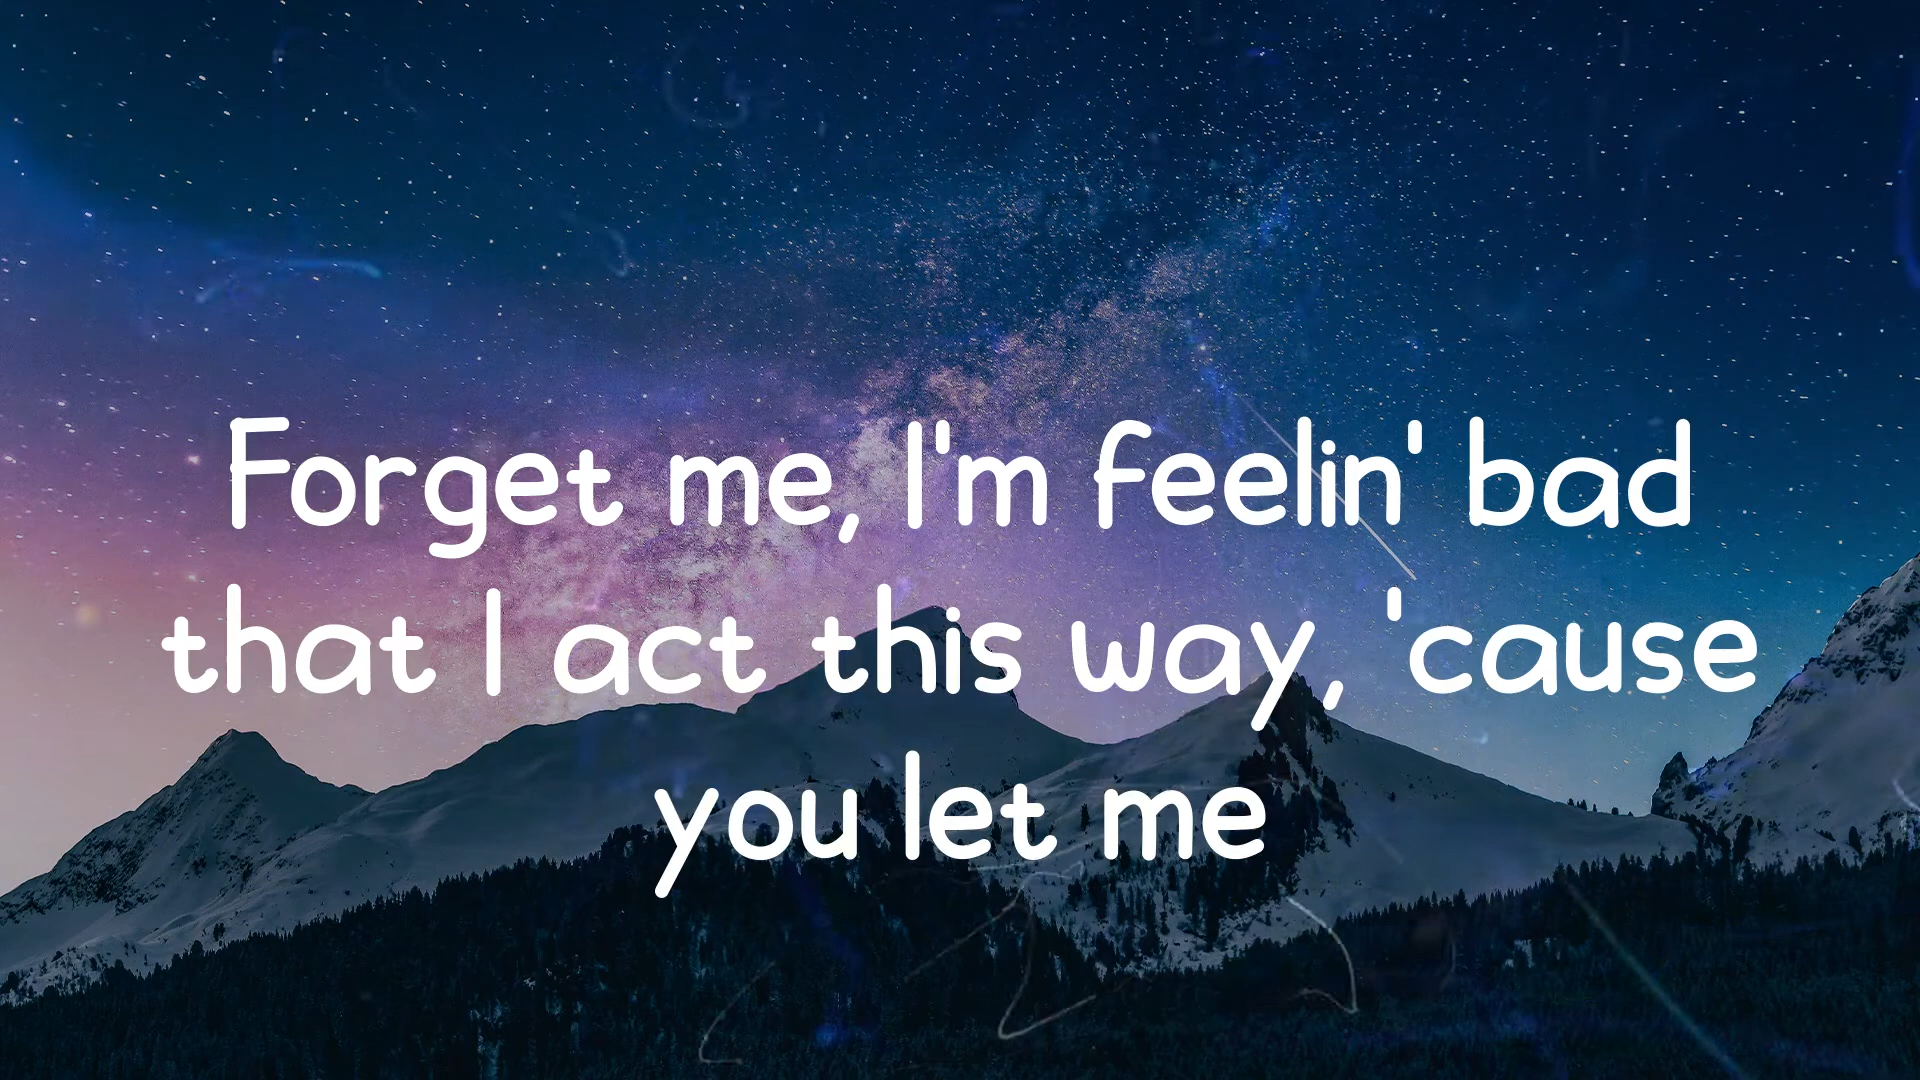 Forget me, I'm feelin' bad
that I act this way, 'cause
you let me